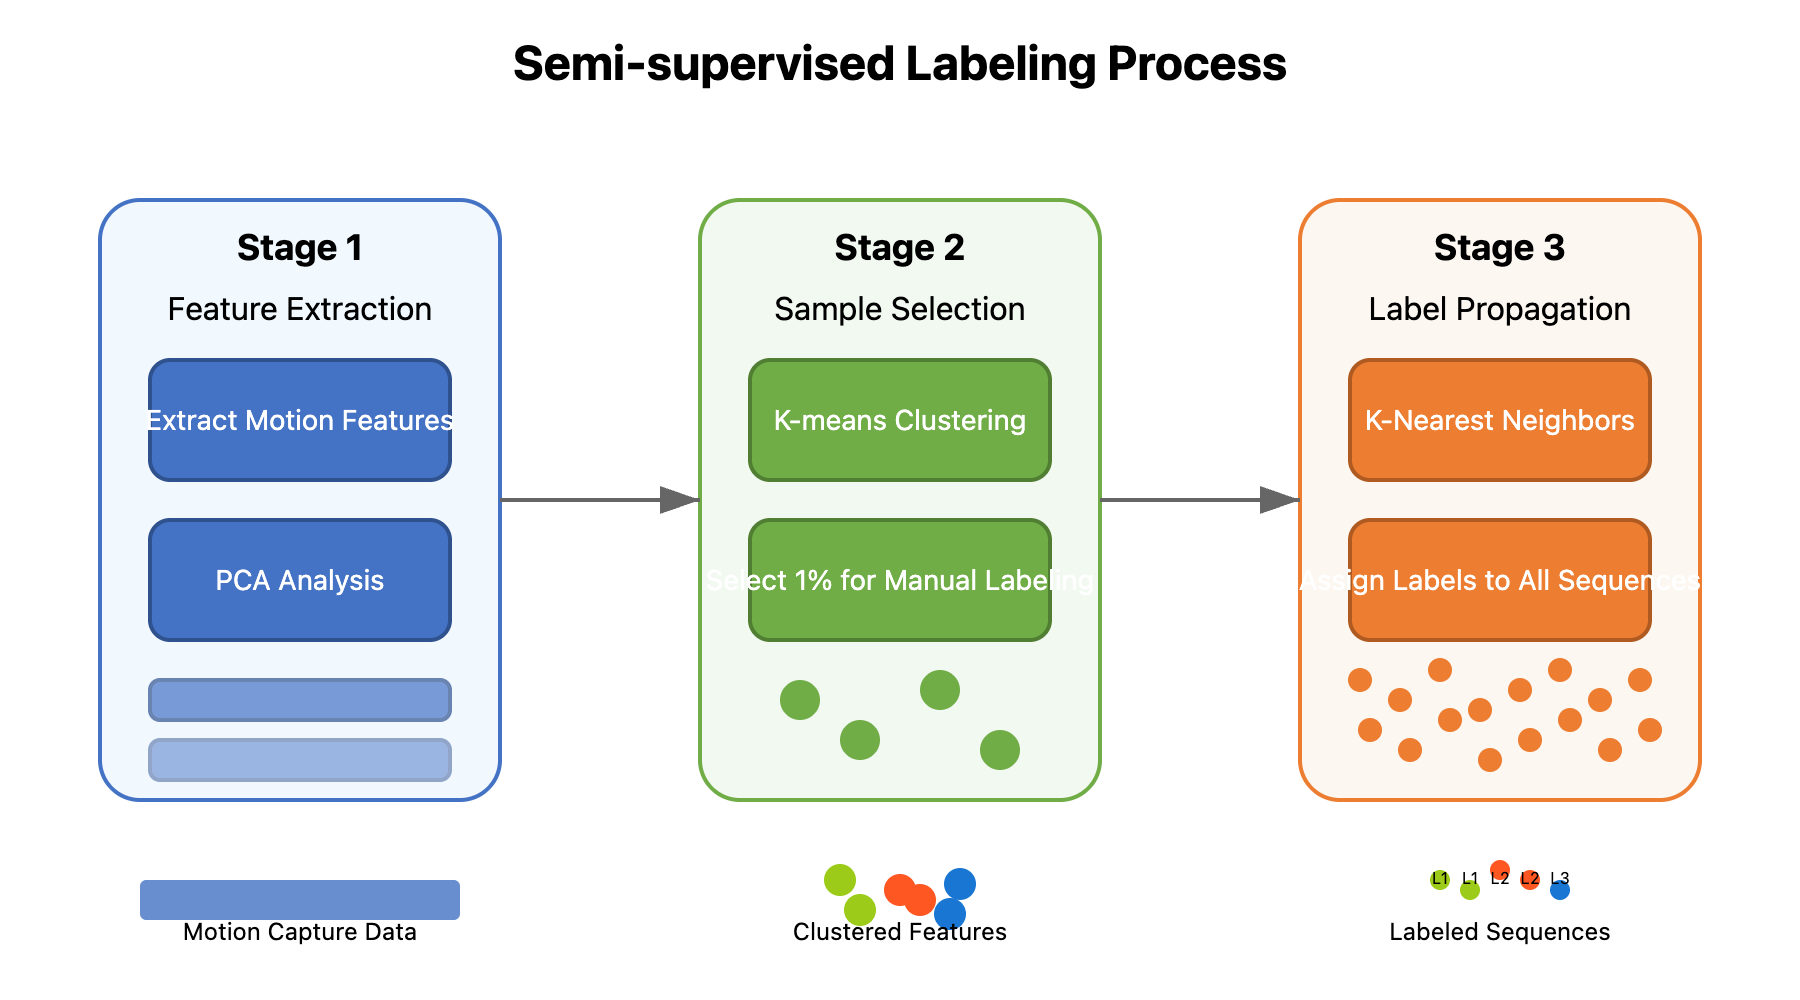 Semi-supervised Labeling Process
Stage 1
Feature Extraction
Extract Motion Features
PCA Analysis
Stage 2
Sample Selection
K-means Clustering
Select 1% for Manual Labeling
Stage 3
Label Propagation
K-Nearest Neighbors
Assign Labels to All Sequences
Motion Capture Data
Clustered Features
L1 L1 L2 L2 L3
Labeled Sequences